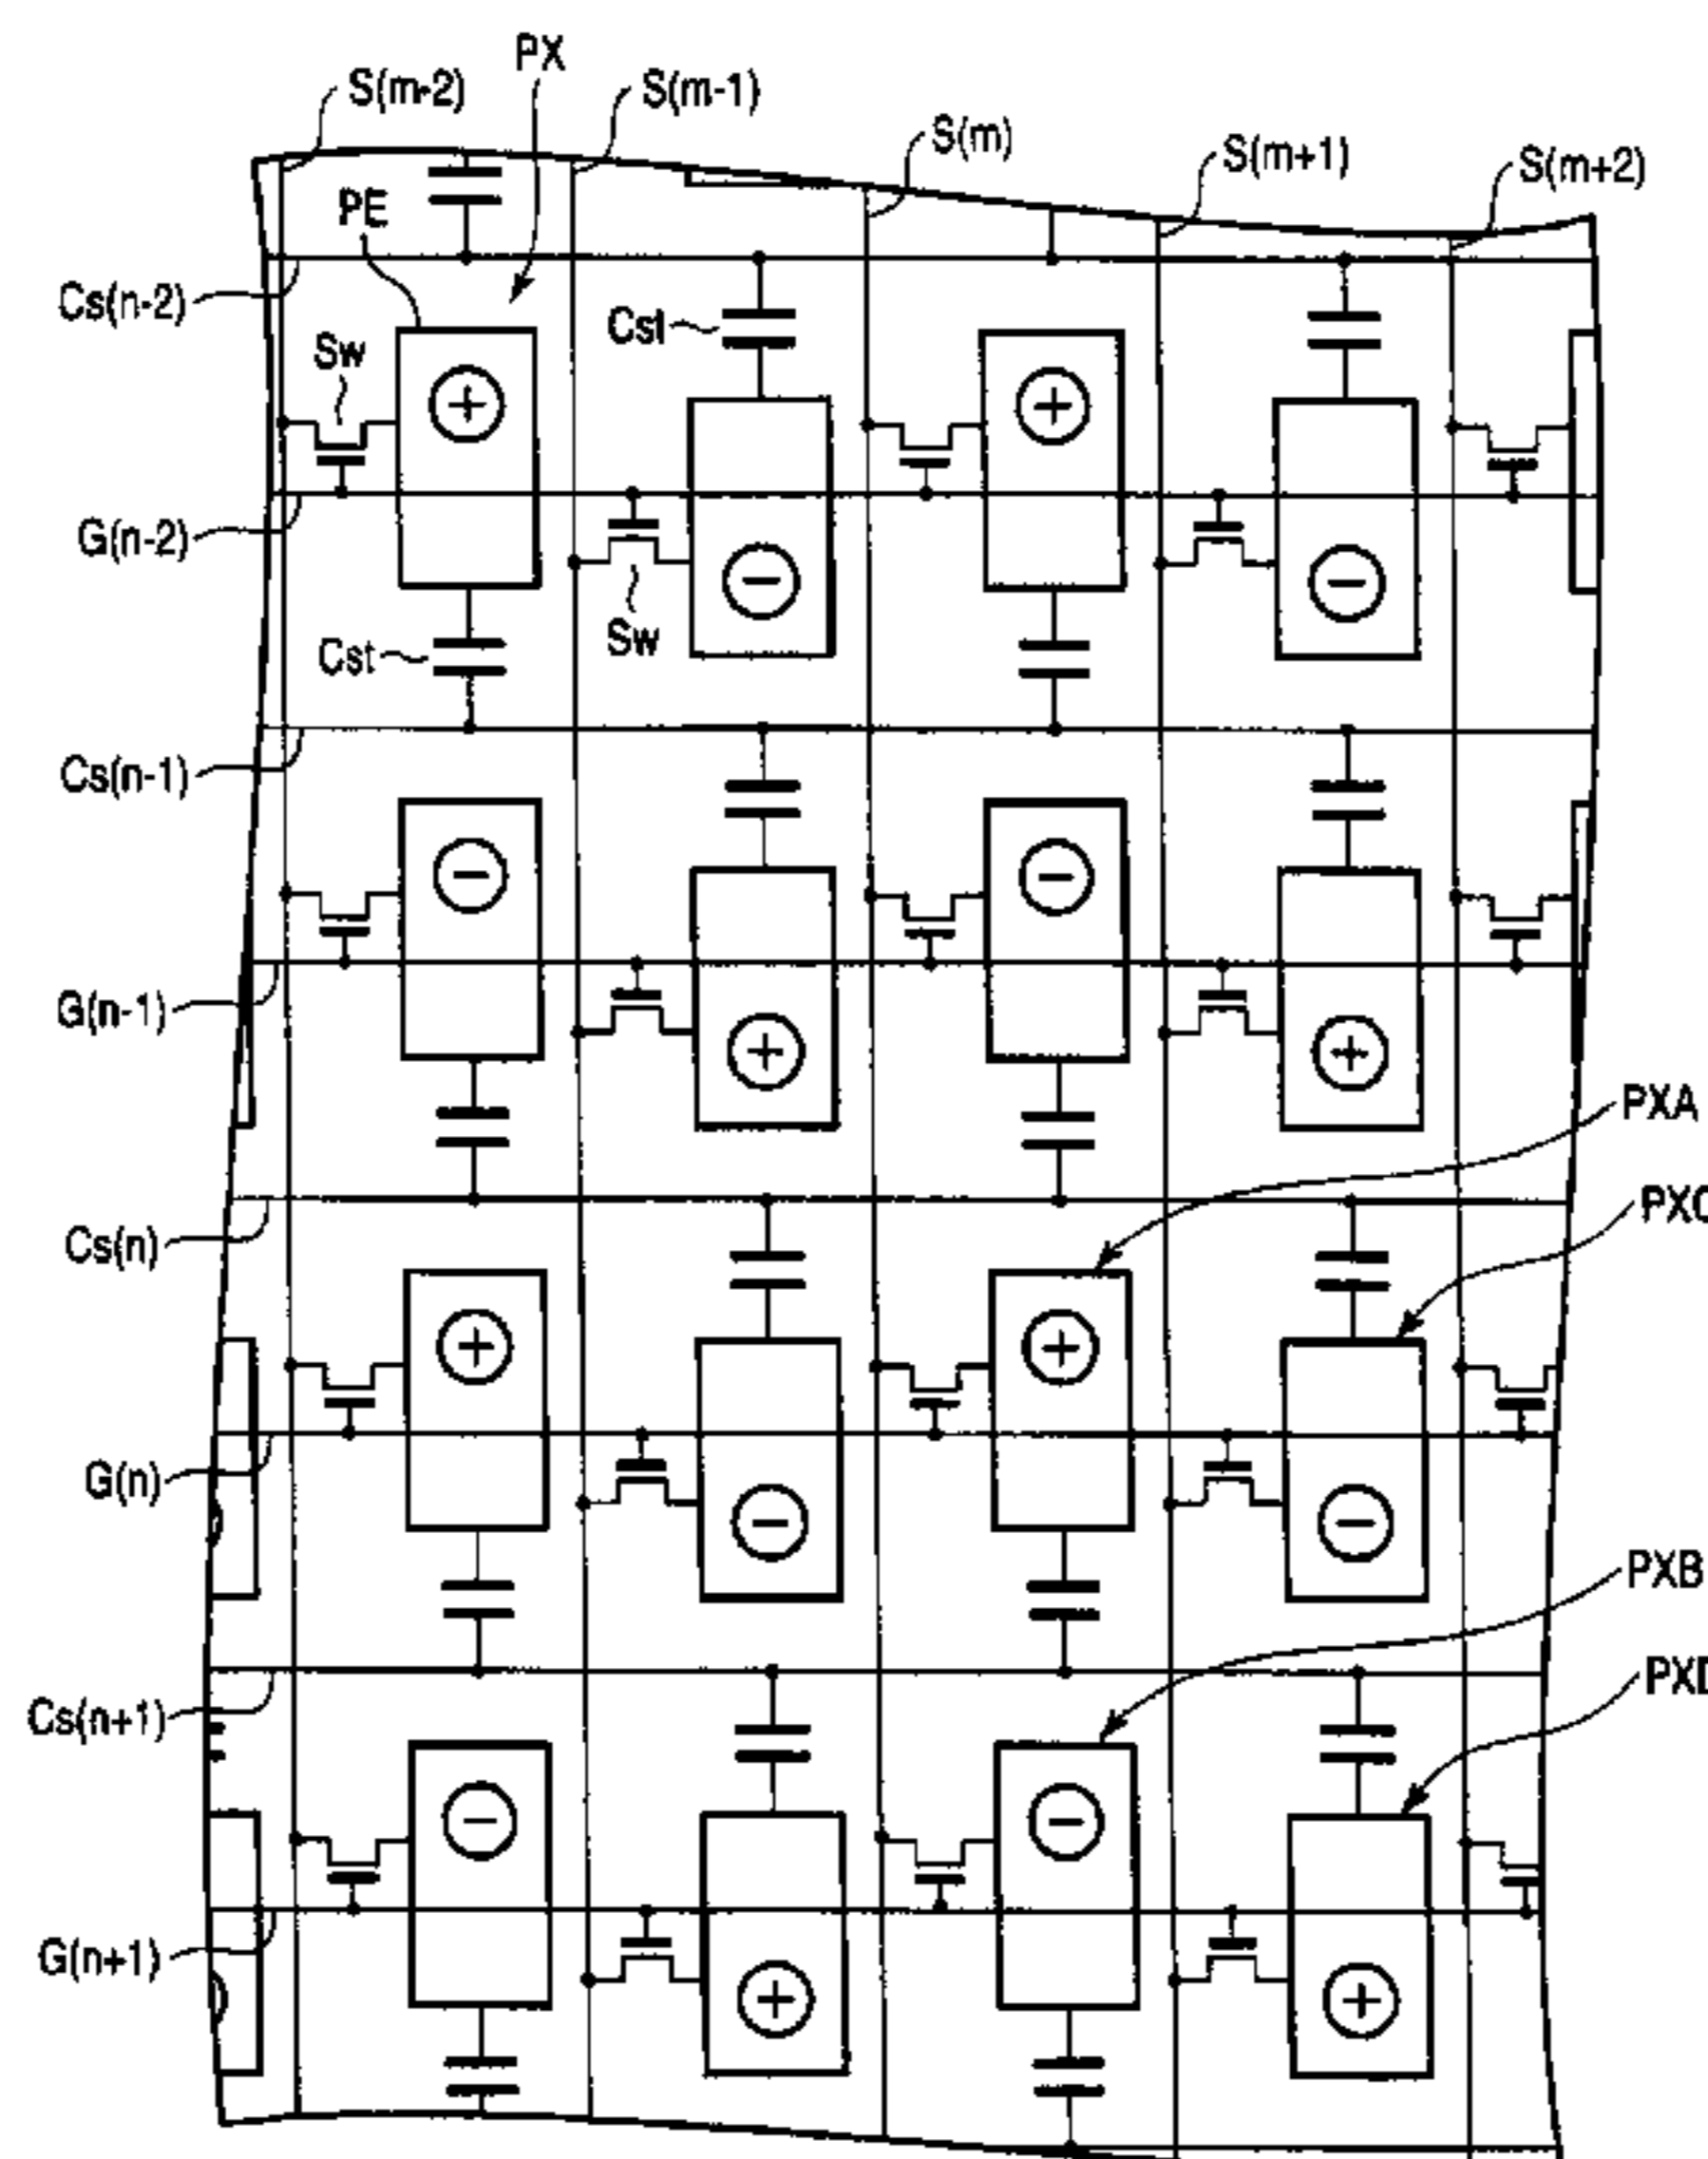 PX
S(m-2)
S(m-1)
S(m)
S(m+1)
S(m+2)
PE
Cs(n-2)
Cst
Sw
G(n-2)
Sw
Cst
Cs(n-1)
G(n-1)
PXA
Cs(n)
G(n)
PXB
Cs(n+1)
G(n+1)